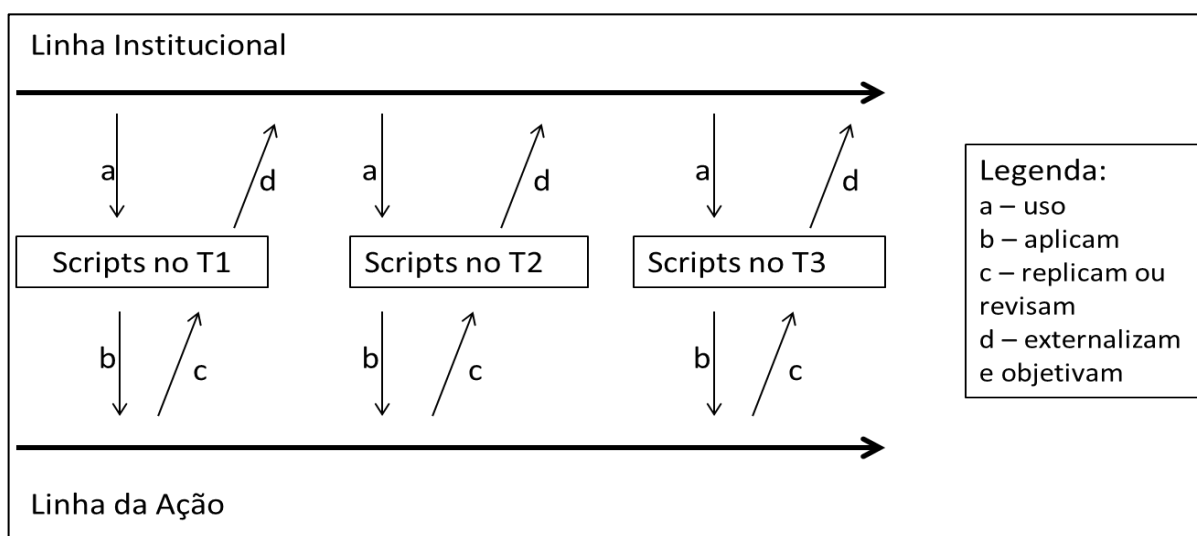 Linha Institucional
a
d
a
d
a
d
Scripts no T1
Scripts no T2
Scripts no T3
b
c
b
c
b
c
Linha da Ação
Legenda:
a – uso
b – aplicam
c – replicam ou
revisam
d – externalizam
e objetivam